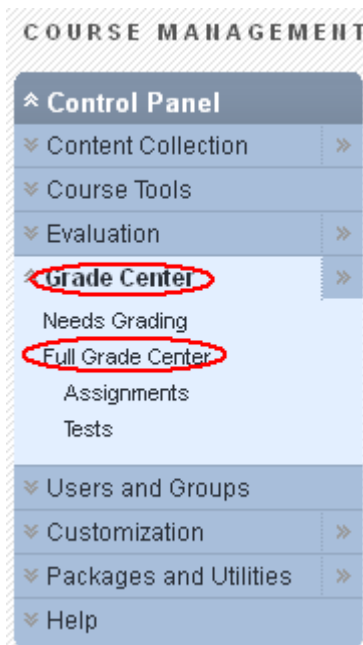 COURSE MANAGEMENT
Control Panel
Content Collection
Course Tools
Evaluation
Grade Center
Needs Grading
Full Grade Center
Assignments
Tests
Users and Groups
Customization
Packages and Utilities
Help